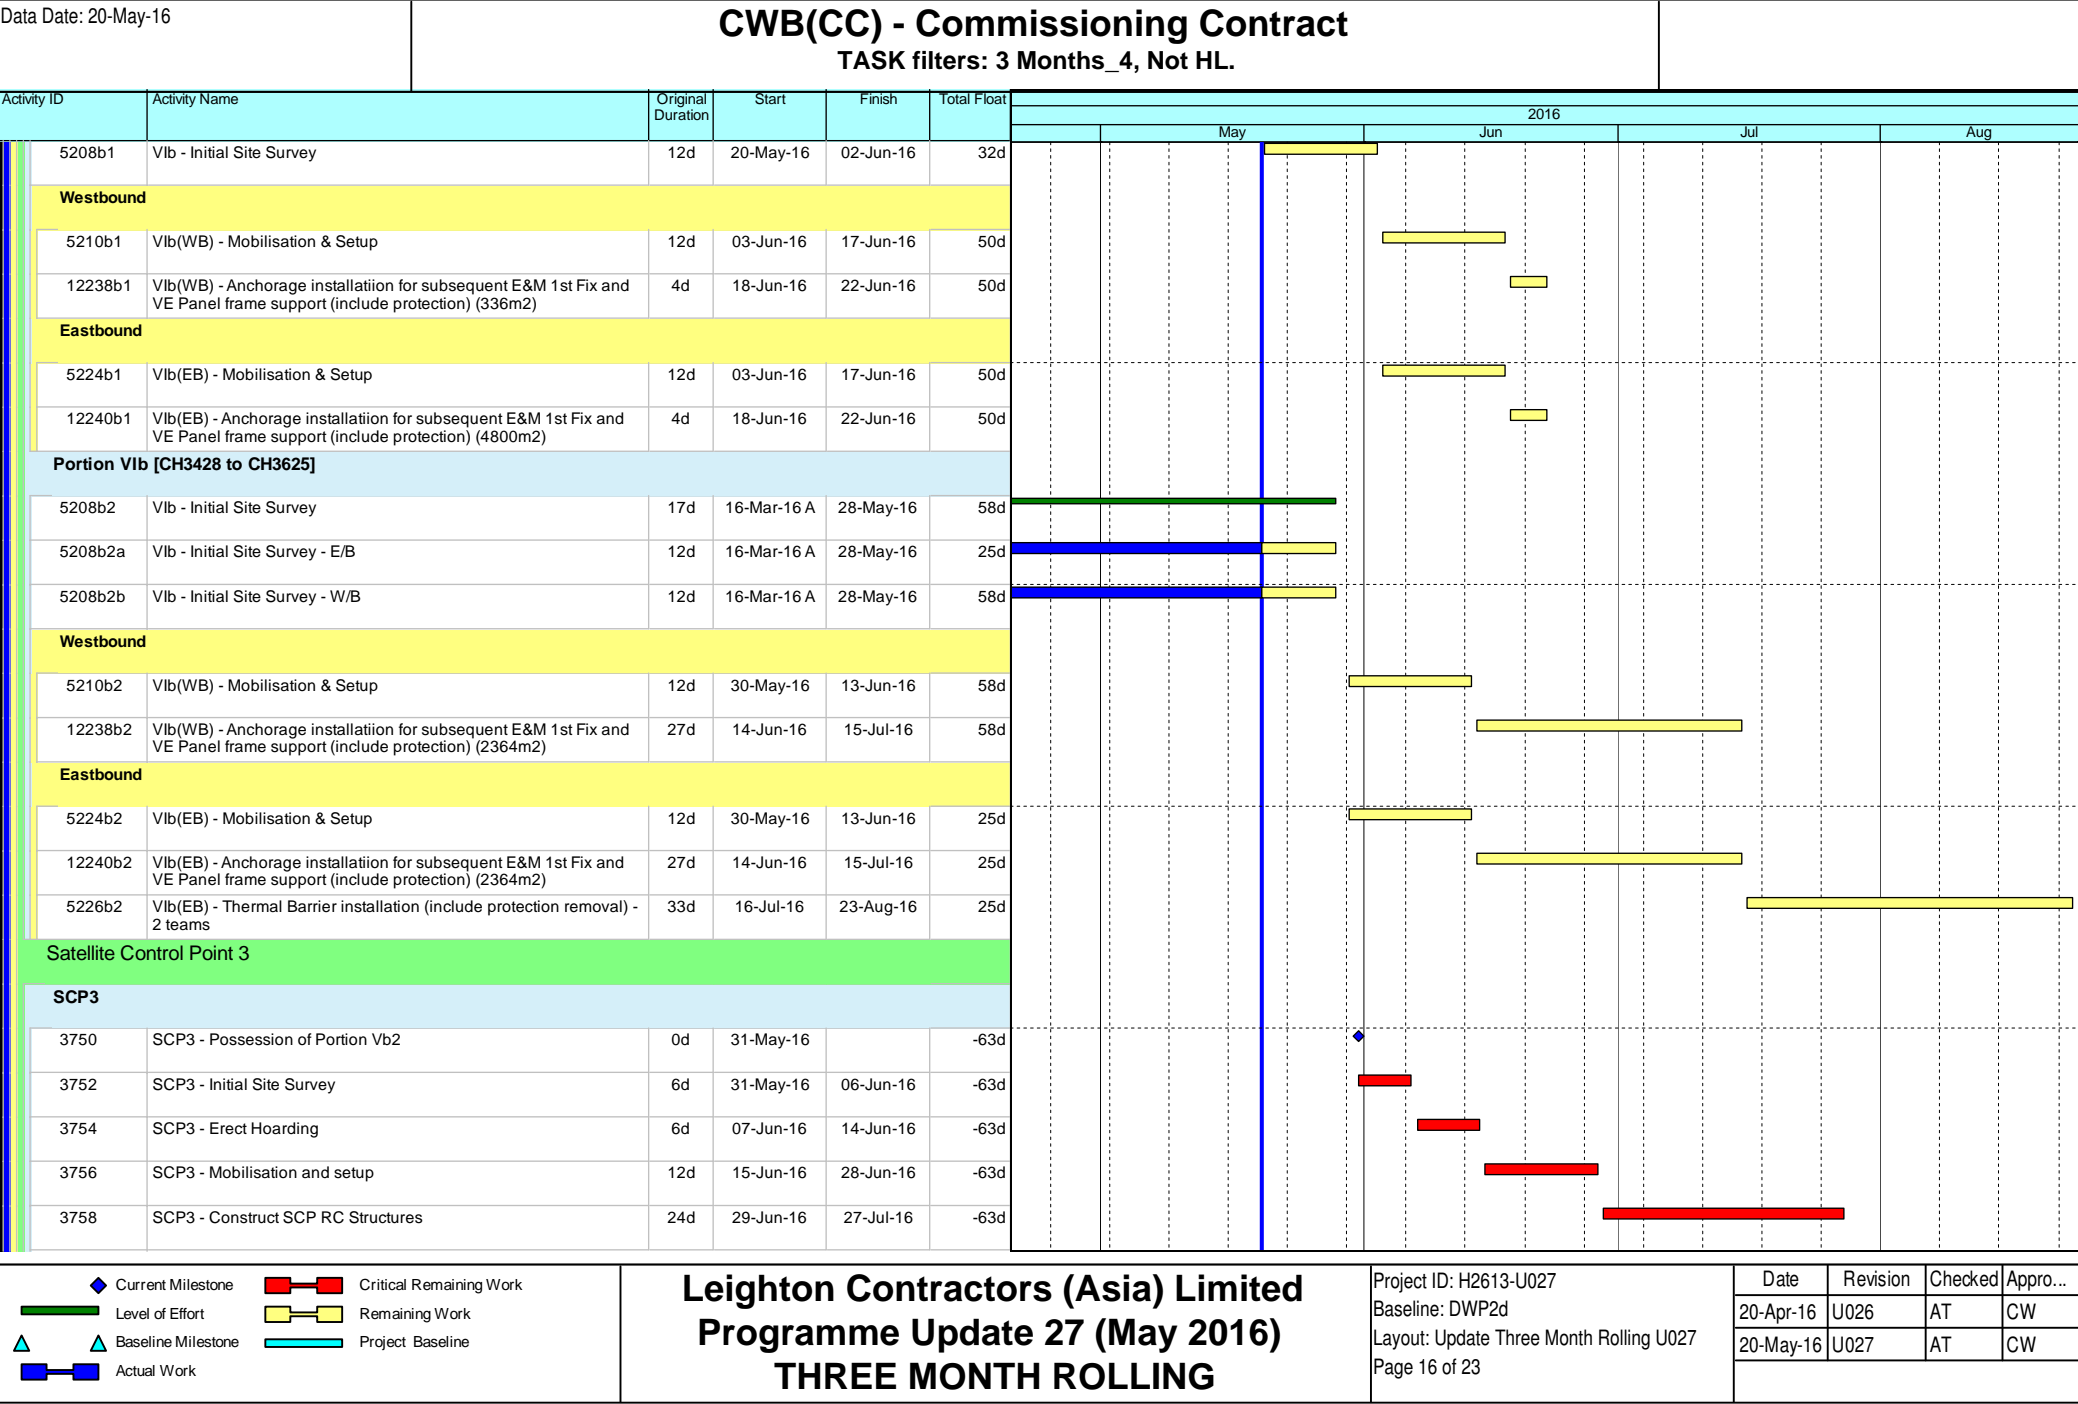 Data Date: 20-May-16
CWB(CC) - Commissioning Contract
TASK filters: 3 Months_4, Not HL.
Activity ID Activity Name Original Duration Start Finish Total Float
2016
May Jun Jul Aug
5208b1 VIb - Initial Site Survey 12d 20-May-16 02-Jun-16 32d
Westbound
5210b1 VIb(WB) - Mobilisation & Setup 12d 03-Jun-16 17-Jun-16 50d
12238b1 VIb(WB) - Anchorage installatiion for subsequent E&M 1st Fix and 4d 18-Jun-16 22-Jun-16 50d
VE Panel frame support (include protection) (336m2)
Eastbound
5224b1 VIb(EB) - Mobilisation & Setup 12d 03-Jun-16 17-Jun-16 50d
12240b1 VIb(EB) - Anchorage installatiion for subsequent E&M 1st Fix and 4d 18-Jun-16 22-Jun-16 50d
VE Panel frame support (include protection) (4800m2)
Portion VIb [CH3428 to CH3625]
5208b2 VIb - Initial Site Survey 17d 16-Mar-16 A 28-May-16 58d
5208b2a VIb - Initial Site Survey - E/B 12d 16-Mar-16 A 28-May-16 25d
5208b2b VIb - Initial Site Survey - W/B 12d 16-Mar-16 A 28-May-16 58d
Westbound
5210b2 VIb(WB) - Mobilisation & Setup 12d 30-May-16 13-Jun-16 58d
12238b2 VIb(WB) - Anchorage installatiion for subsequent E&M 1st Fix and 27d 14-Jun-16 15-Jul-16 58d
VE Panel frame support (include protection) (2364m2)
Eastbound
5224b2 VIb(EB) - Mobilisation & Setup 12d 30-May-16 13-Jun-16 25d
12240b2 VIb(EB) - Anchorage installatiion for subsequent E&M 1st Fix and 27d 14-Jun-16 15-Jul-16 25d
VE Panel frame support (include protection) (2364m2)
5226b2 VIb(EB) - Thermal Barrier installation (include protection removal) - 33d 16-Jul-16 23-Aug-16 25d
2 teams
Satellite Control Point 3
SCP3
3750 SCP3 - Possession of Portion Vb2 0d 31-May-16 -63d
3752 SCP3 - Initial Site Survey 6d 31-May-16 06-Jun-16 -63d
3754 SCP3 - Erect Hoarding 6d 07-Jun-16 14-Jun-16 -63d
3756 SCP3 - Mobilisation and setup 12d 15-Jun-16 28-Jun-16 -63d
3758 SCP3 - Construct SCP RC Structures 24d 29-Jun-16 27-Jul-16 -63d
Current Milestone Critical Remaining Work
Level of Effort Remaining Work
Baseline Milestone Project Baseline
Actual Work
Leighton Contractors (Asia) Limited
Programme Update 27 (May 2016)
THREE MONTH ROLLING
Project ID: H2613-U027
Baseline: DWP2d
Layout: Update Three Month Rolling U027
Page 16 of 23
Date Revision Checked Appro...
20-Apr-16 U026 AT CW
20-May-16 U027 AT CW